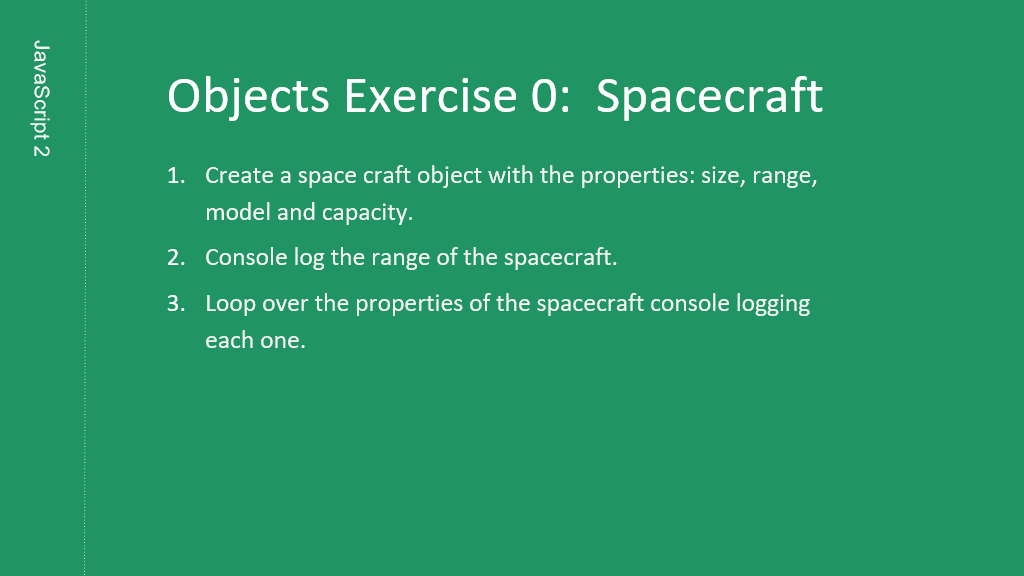 JavaScript 2
Objects Exercise 0:  Spacecraft
1. Create a space craft object with the properties: size, range,
model and capacity.
2. Console log the range of the spacecraft.
3. Loop over the properties of the spacecraft console logging
each one.